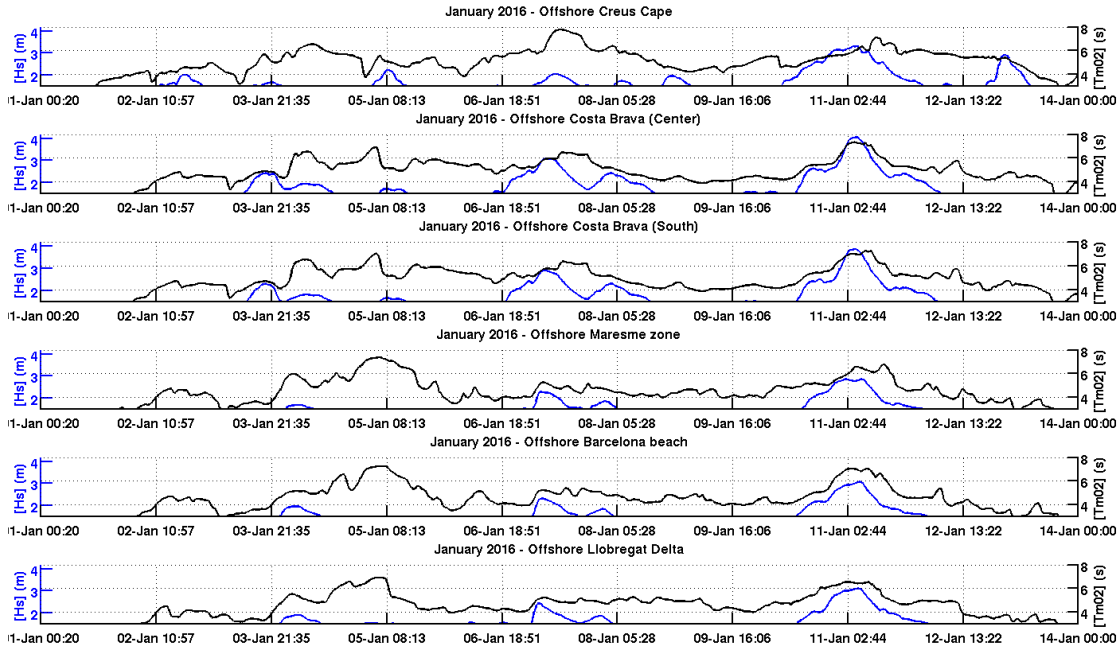 January 2016 - Offshore Creus Cape
[Hs] (m)
4
3
2
8
6
4
[Tm02] (s)
1-Jan 00:20 02-Jan 10:57 03-Jan 21:35 05-Jan 08:13 06-Jan 18:51 08-Jan 05:28 09-Jan 16:06 11-Jan 02:44 12-Jan 13:22 14-Jan 00:00
January 2016 - Offshore Costa Brava (Center)
[Hs] (m)
4
3
2
8
6
4
[Tm02] (s)
1-Jan 00:20 02-Jan 10:57 03-Jan 21:35 05-Jan 08:13 06-Jan 18:51 08-Jan 05:28 09-Jan 16:06 11-Jan 02:44 12-Jan 13:22 14-Jan 00:00
January 2016 - Offshore Costa Brava (South)
[Hs] (m)
4
3
2
8
6
4
[Tm02] (s)
1-Jan 00:20 02-Jan 10:57 03-Jan 21:35 05-Jan 08:13 06-Jan 18:51 08-Jan 05:28 09-Jan 16:06 11-Jan 02:44 12-Jan 13:22 14-Jan 00:00
January 2016 - Offshore Maresme zone
[Hs] (m)
4
3
2
8
6
4
[Tm02] (s)
1-Jan 00:20 02-Jan 10:57 03-Jan 21:35 05-Jan 08:13 06-Jan 18:51 08-Jan 05:28 09-Jan 16:06 11-Jan 02:44 12-Jan 13:22 14-Jan 00:00
January 2016 - Offshore Barcelona beach
[Hs] (m)
4
3
2
8
6
4
[Tm02] (s)
1-Jan 00:20 02-Jan 10:57 03-Jan 21:35 05-Jan 08:13 06-Jan 18:51 08-Jan 05:28 09-Jan 16:06 11-Jan 02:44 12-Jan 13:22 14-Jan 00:00
January 2016 - Offshore Llobregat Delta
[Hs] (m)
4
3
2
8
6
4
[Tm02] (s)
1-Jan 00:20 02-Jan 10:57 03-Jan 21:35 05-Jan 08:13 06-Jan 18:51 08-Jan 05:28 09-Jan 16:06 11-Jan 02:44 12-Jan 13:22 14-Jan 00:00